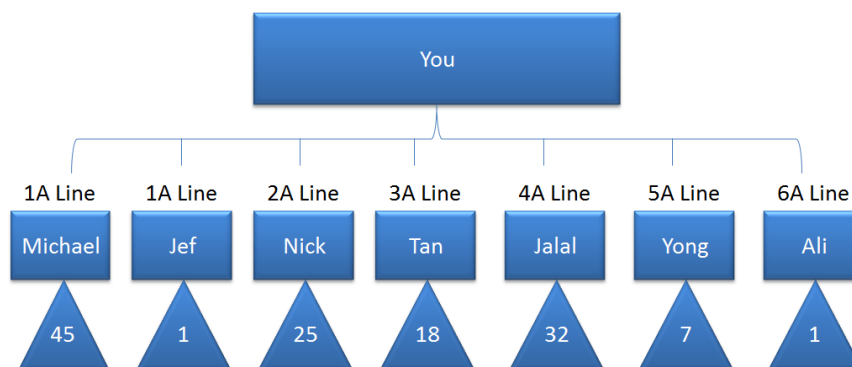 You
1A Line 1A Line 2A Line 3A Line 4A Line 5A Line 6A Line
Michael Jef Nick Tan Jalal Yong Ali
45 1 25 18 32 7 1